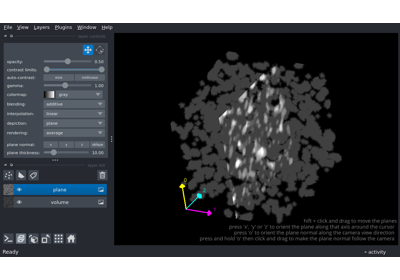 File View Layers Plugins Window Help
layer controls
opacity: 0.50
contrast limits:
auto-contrast: once continuous
gamma: 1.00
colormap: gray
blending: additive
interpolation: linear
depiction: plane
rendering: average
plane normal: x y z oblique
plane thickness: 10.00
layer list
plane
volume
hift = click and drag to move the planes
press 'x', 'y' or 'z' to orient the plane along that axis around the cursor
press 'o' to orient the plane normal along the camera view direction
press and hold 'o' then click and drag to make the plane normal follow the camera
Ready
activity